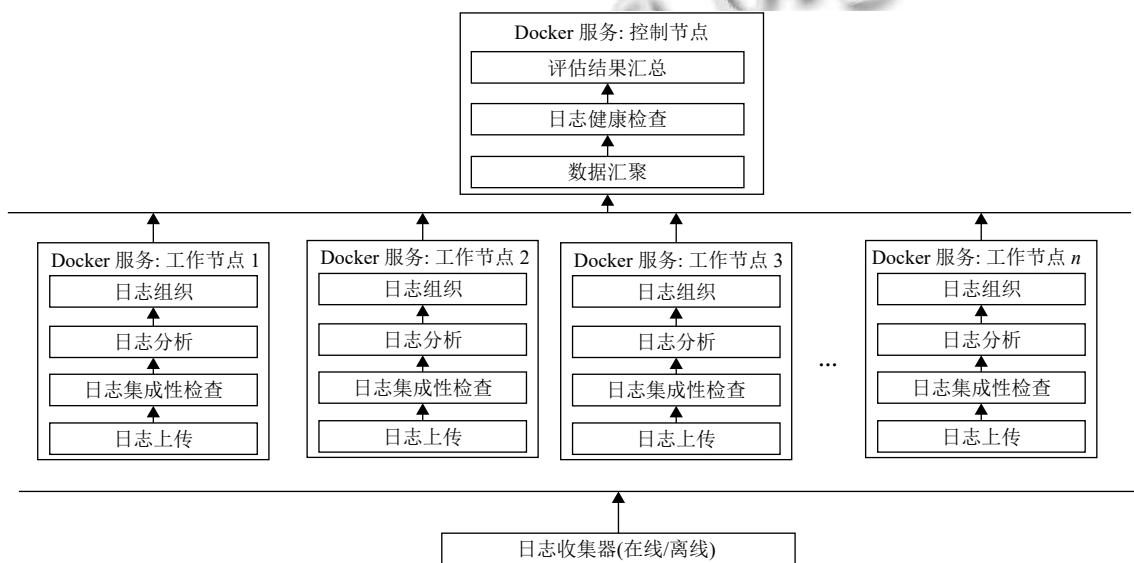 Docker 服务: 控制节点
评估结果汇总
日志健康检查
数据汇聚
Docker 服务: 工作节点 1
日志组织
日志分析
日志集成性检查
日志上传
Docker 服务: 工作节点 2
日志组织
日志分析
日志集成性检查
日志上传
Docker 服务: 工作节点 3
日志组织
日志分析
日志集成性检查
日志上传
...
Docker 服务: 工作节点 n
日志组织
日志分析
日志集成性检查
日志上传
日志收集器(在线/离线)